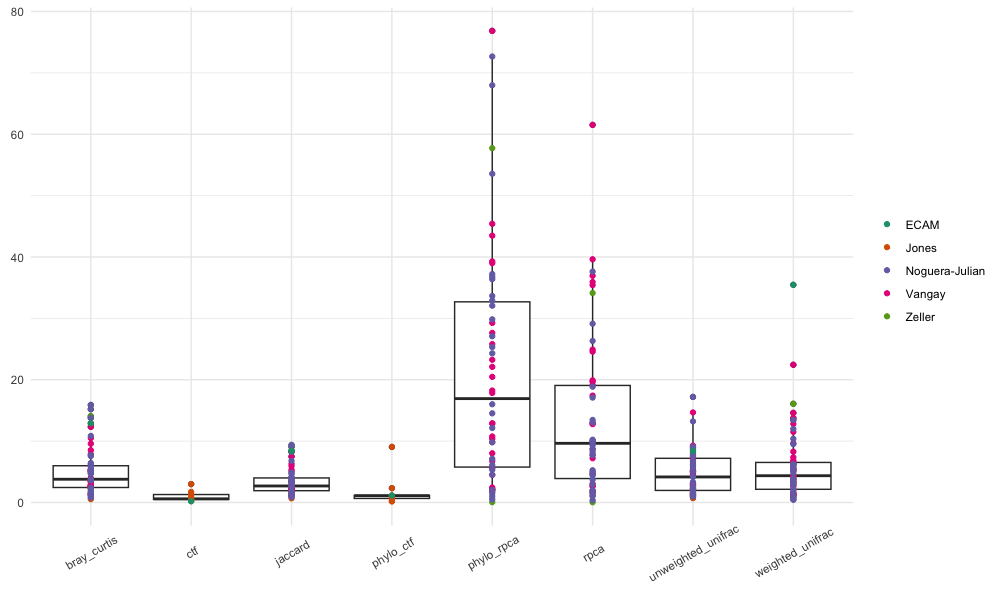 80
60
40
20
0
bray_curtis
ctf
jaccard
phylo_ctf
phylo_rpca
rpca
unweighted_unifrac
weighted_unifrac
ECAM
Jones
Noguera-Julian
Vangay
Zeller